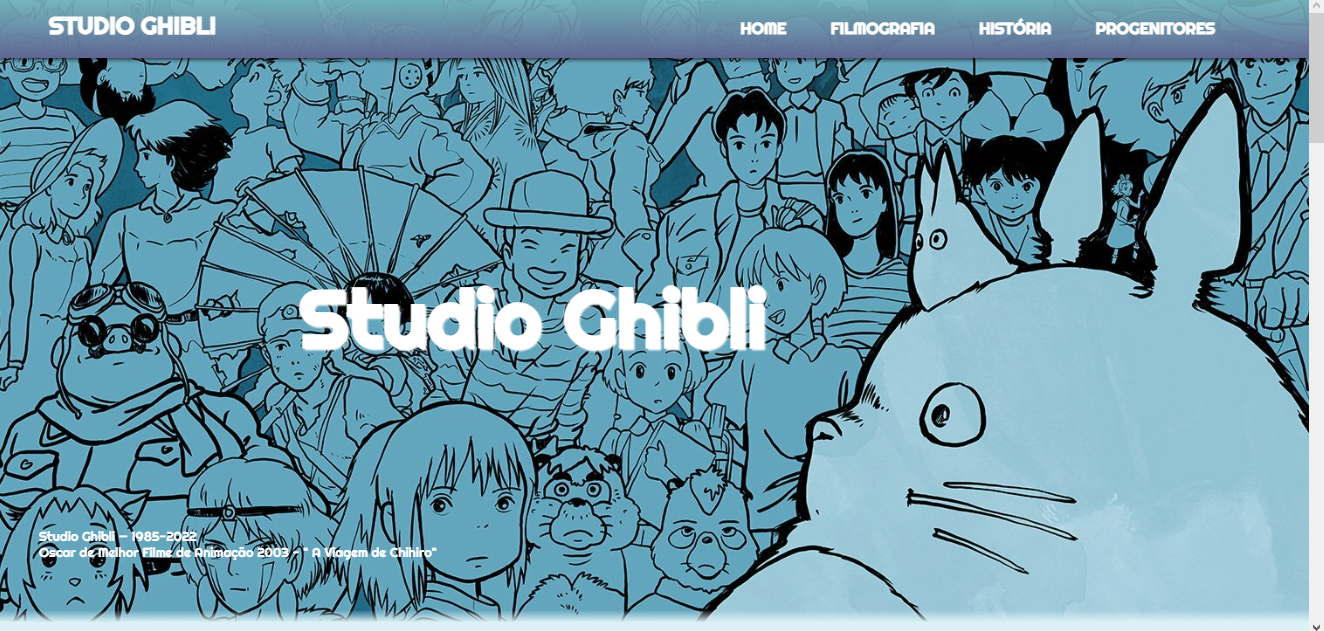 STUDIO GHIBLI
HOME FILMOGRAFIA HISTÓRIA PROGENITORES
Studio Ghibli
Studio Ghibli - 1985-2022
Oscar de Melhor Filme de Animação 2003 - " A Viagem de Chihiro"